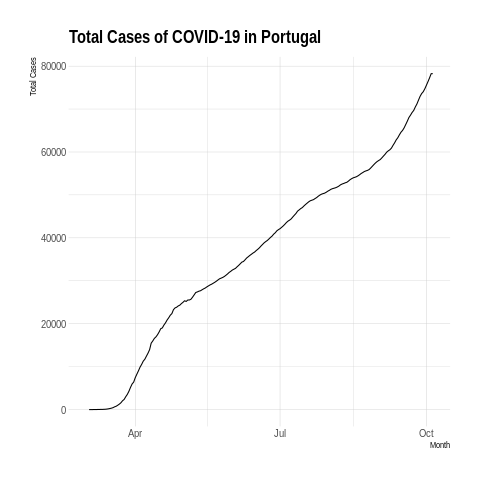 Total Cases of COVID-19 in Portugal
Total Cases
80000
60000
40000
20000
0
Apr
Jul
Oct
Month